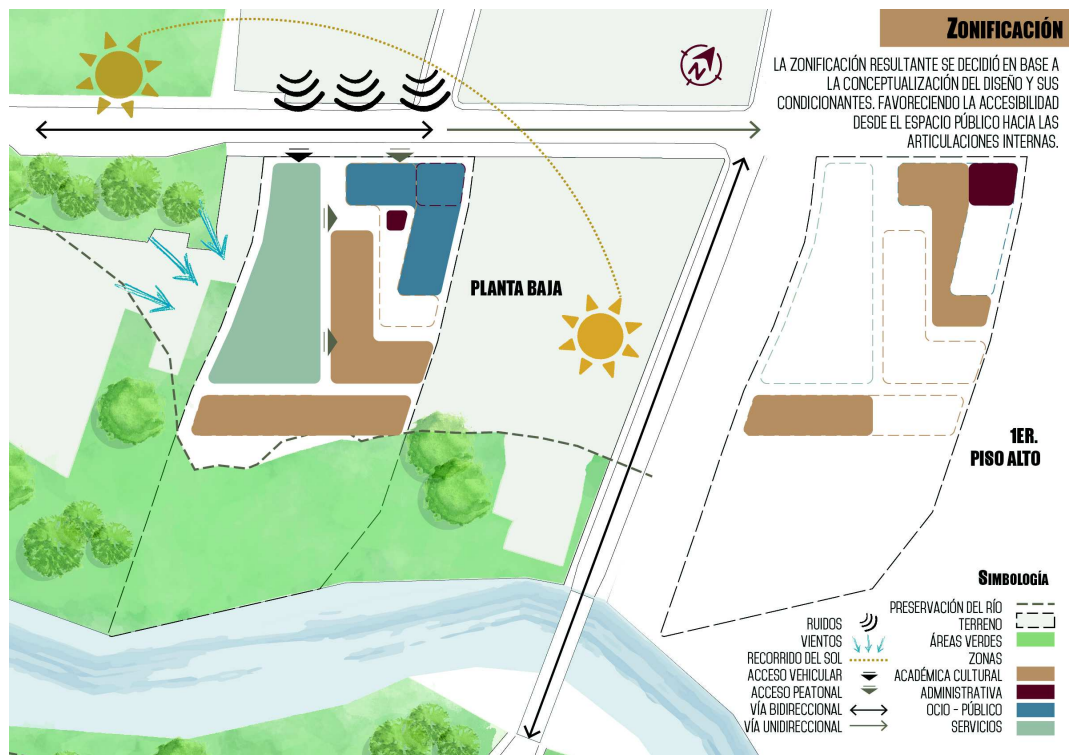 ZONIFICACIÓN
LA ZONIFICACIÓN RESULTANTE SE DECIDIÓ EN BASE A
LA CONCEPTUALIZACIÓN DEL DISEÑO Y SUS
CONDICIONANTES. FAVORECIENDO LA ACCESIBILIDAD
DESDE EL ESPACIO PÚBLICO HACIA LAS
ARTICULACIONES INTERNAS.
N
PLANTA BAJA
1ER.
PISO ALTO
SIMBOLOGÍA
RUIDOS
VIENTOS
RECORRIDO DEL SOL
ACCESO VEHICULAR
ACCESO PEATONAL
VÍA BIDIRECCIONAL
VÍA UNIDIRECCIONAL
PRESERVACIÓN DEL RÍO
TERRENO
ÁREAS VERDES
ZONAS
ACADÉMICA CULTURAL
ADMINISTRATIVA
OCIO - PÚBLICO
SERVICIOS